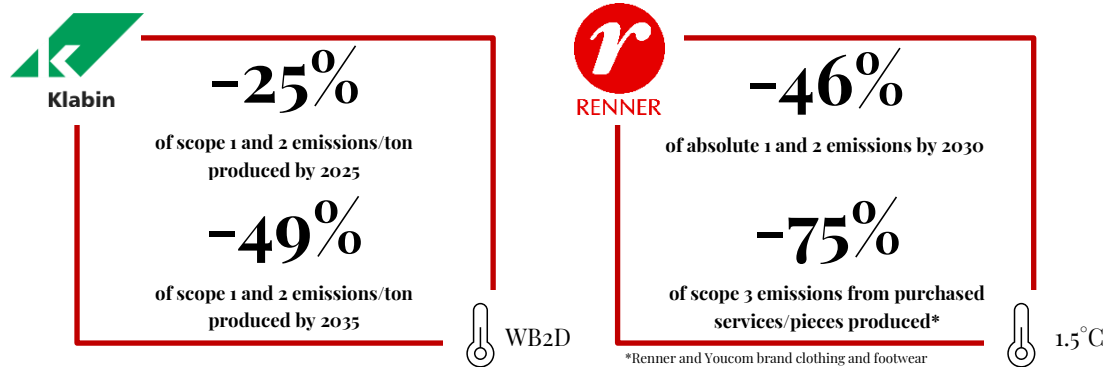 Klabin
-25%
of scope 1 and 2 emissions/ton
produced by 2025
-49%
of scope 1 and 2 emissions/ton
produced by 2035
WB2D
r
RENNER
-46%
of absolute 1 and 2 emissions by 2030
-75%
of scope 3 emissions from purchased
services/pieces produced*
1.5°C
*Renner and Youcom brand clothing and footwear